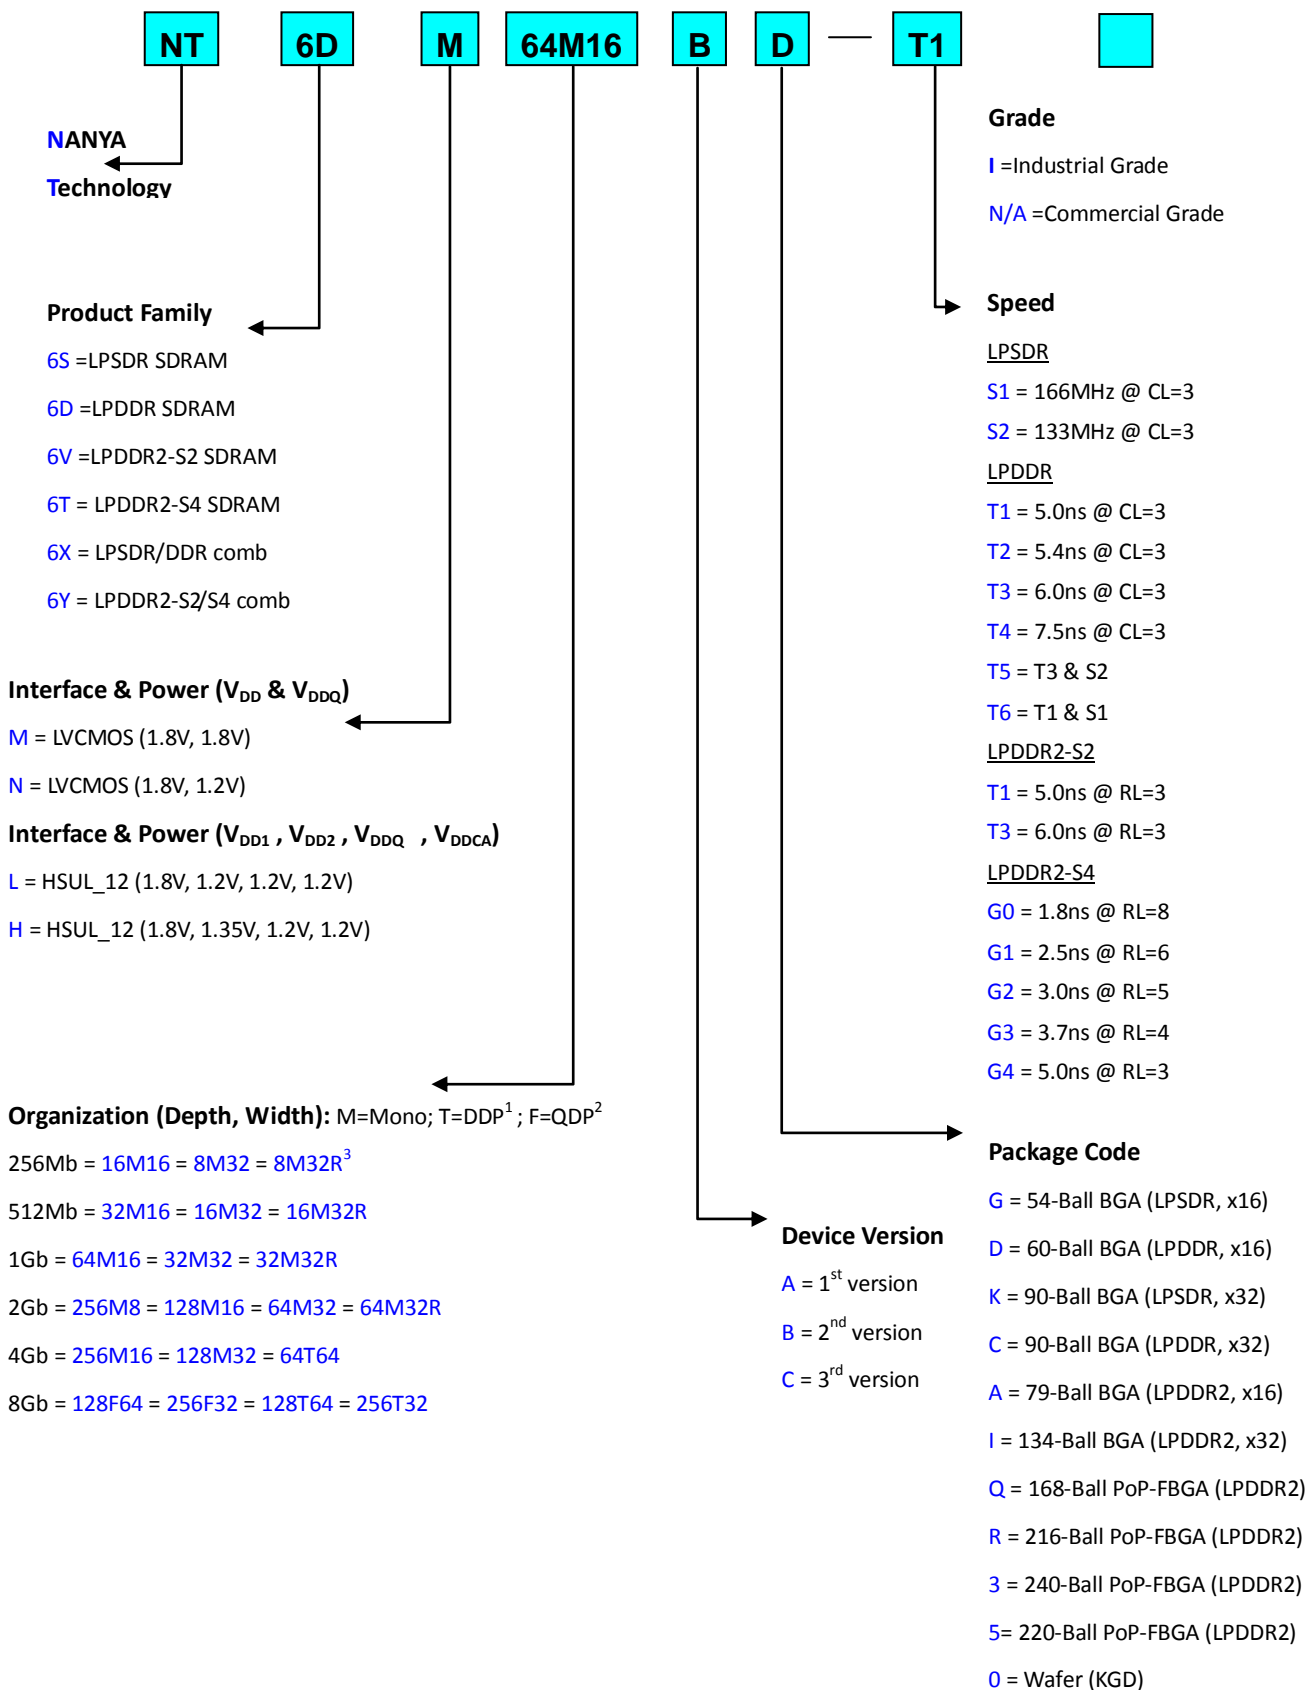 NT 6D M 64M16 B D — T1
NANYA
Technology
Product Family
6S =LPSDR SDRAM
6D =LPDDR SDRAM
6V =LPDDR2-S2 SDRAM
6T = LPDDR2-S4 SDRAM
6X = LPSDR/DDR comb
6Y = LPDDR2-S2/S4 comb
Interface & Power (VDD & VDDQ)
M = LVCMOS (1.8V, 1.8V)
N = LVCMOS (1.8V, 1.2V)
Interface & Power (VDD1 , VDD2 , VDDQ , VDDCA)
L = HSUL_12 (1.8V, 1.2V, 1.2V, 1.2V)
H = HSUL_12 (1.8V, 1.35V, 1.2V, 1.2V)
Organization (Depth, Width): M=Mono; T=DDP1 ; F=QDP2
256Mb = 16M16 = 8M32 = 8M32R3
512Mb = 32M16 = 16M32 = 16M32R
1Gb = 64M16 = 32M32 = 32M32R
2Gb = 256M8 = 128M16 = 64M32 = 64M32R
4Gb = 256M16 = 128M32 = 64T64
8Gb = 128F64 = 256F32 = 128T64 = 256T32
Device Version
A = 1st version
B = 2nd version
C = 3rd version
Grade
I =Industrial Grade
N/A =Commercial Grade
Speed
LPSDR
S1 = 166MHz @ CL=3
S2 = 133MHz @ CL=3
LPDDR
T1 = 5.0ns @ CL=3
T2 = 5.4ns @ CL=3
T3 = 6.0ns @ CL=3
T4 = 7.5ns @ CL=3
T5 = T3 & S2
T6 = T1 & S1
LPDDR2-S2
T1 = 5.0ns @ RL=3
T3 = 6.0ns @ RL=3
LPDDR2-S4
G0 = 1.8ns @ RL=8
G1 = 2.5ns @ RL=6
G2 = 3.0ns @ RL=5
G3 = 3.7ns @ RL=4
G4 = 5.0ns @ RL=3
Package Code
G = 54-Ball BGA (LPSDR, x16)
D = 60-Ball BGA (LPDDR, x16)
K = 90-Ball BGA (LPSDR, x32)
C = 90-Ball BGA (LPDDR, x32)
A = 79-Ball BGA (LPDDR2, x16)
I = 134-Ball BGA (LPDDR2, x32)
Q = 168-Ball PoP-FBGA (LPDDR2)
R = 216-Ball PoP-FBGA (LPDDR2)
3 = 240-Ball PoP-FBGA (LPDDR2)
5= 220-Ball PoP-FBGA (LPDDR2)
0 = Wafer (KGD)